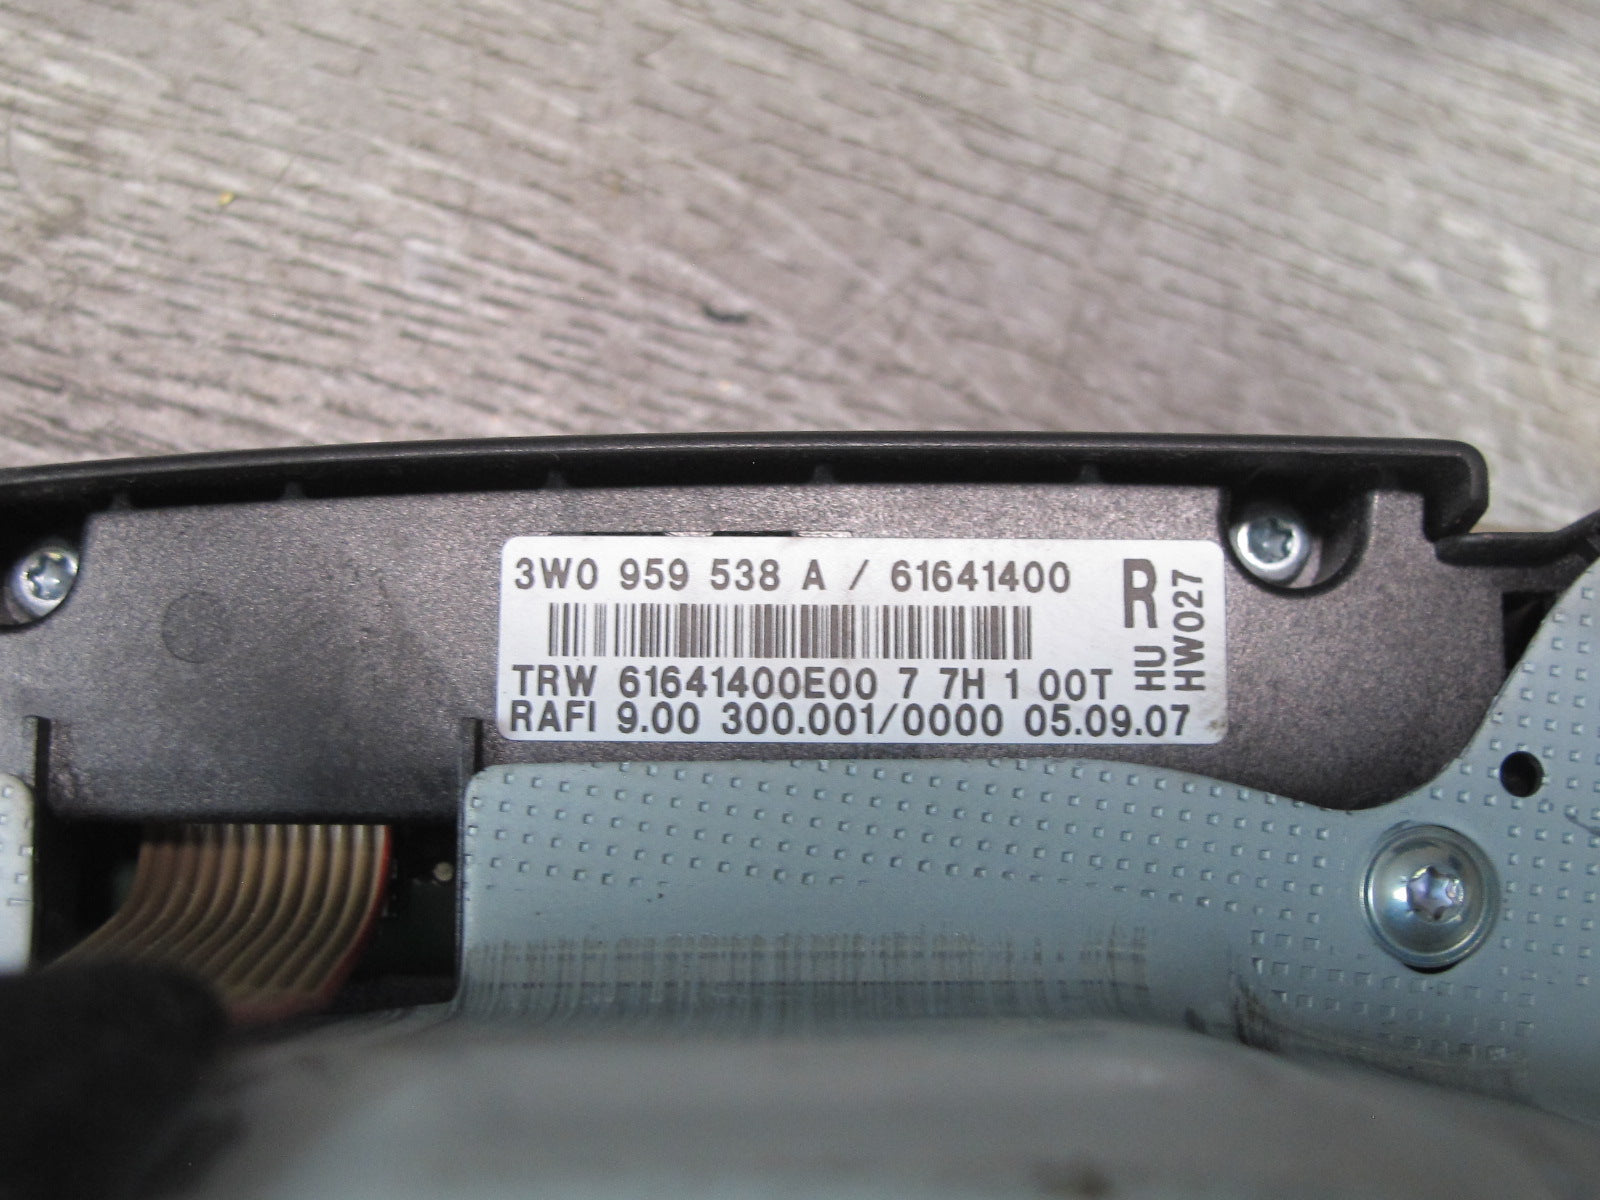 3W0 959 538 A / 61641400
R
TRW 61641400E00 7 7H 1 00T
RAFI 9.00 300.001/0000 05.09.07
HU
HW027